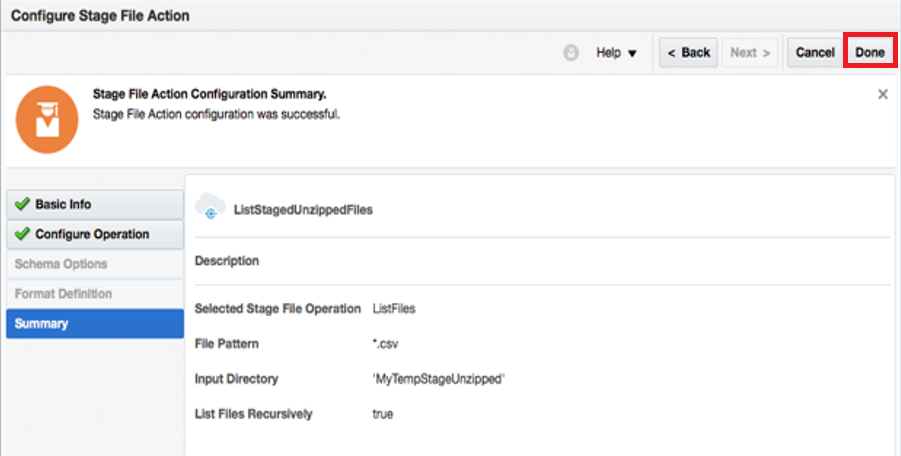 Configure Stage File Action
Help
< Back
Next >
Cancel
Done
Stage File Action Configuration Summary.
Stage File Action configuration was successful.
Basic Info
Configure Operation
Schema Options
Format Definition
Summary
ListStagedUnzippedFiles
Description
Selected Stage File Operation ListFiles
File Pattern *.csv
Input Directory 'MyTempStageUnzipped'
List Files Recursively true